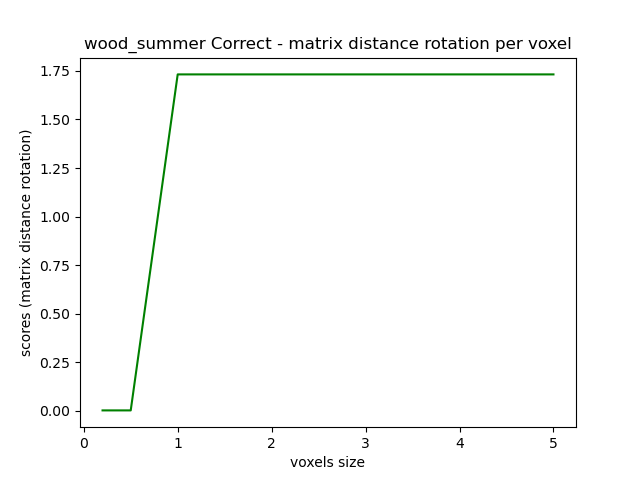 wood_summer Correct - matrix distance rotation per voxel
scores (matrix distance rotation)
1.75
1.50
1.25
1.00
0.75
0.50
0.25
0.00
0 1 2 3 4 5
voxels size